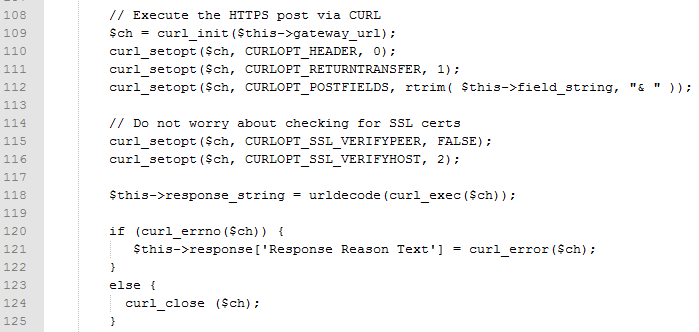 108 // Execute the HTTPS post via CURL
109 $ch = curl_init($this->gateway_url);
110 curl_setopt($ch, CURLOPT_HEADER, 0);
111 curl_setopt($ch, CURLOPT_RETURNTRANSFER, 1);
112 curl_setopt($ch, CURLOPT_POSTFIELDS, rtrim( $this->field_string, "& " ));
113
114 // Do not worry about checking for SSL certs
115 curl_setopt($ch, CURLOPT_SSL_VERIFYPEER, FALSE);
116 curl_setopt($ch, CURLOPT_SSL_VERIFYHOST, 2);
117
118 $this->response_string = urldecode(curl_exec($ch));
119
120 if (curl_errno($ch)) {
121 $this->response['Response Reason Text'] = curl_error($ch);
122 }
123 else {
124 curl_close ($ch);
125 }